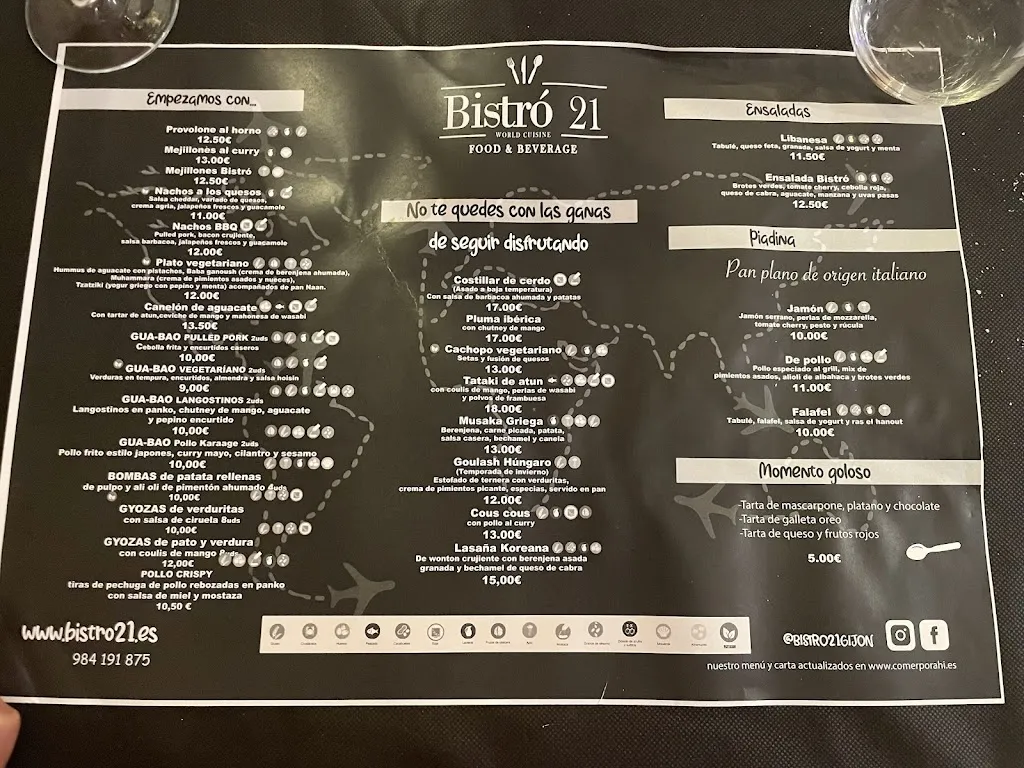 Bistró 21
WORLD CUISINE
FOOD & BEVERAGE
Empezamos con...
Provolone al horno
12.50€
Mejillones al curry
13.00€
Mejillones Bistró
12.50€
Nachos a los quesos
Salsa cheddar, variado de quesos,
crema agria, jalapeños frescos y guacamole
11.00€
Nachos BBQ
Pulled pork, bacon crujiente,
salsa barbacoa, jalapeños frescos y guacamole
12.00€
Plato vegetariano
Hummus de aguacate con pistachos, Baba ganoush (crema de berenjena ahumada),
Muhammara (crema de pimientos asados y nueces),
Tzatziki (yogur griego con pepino y menta) acompañados de pan Naan.
12.00€
Canelón de aguacate
Con tartar de atun,ceviche de mango y mahonesa de wasabi
13.50€
GUA-BAO PULLED PORK 2uds
Cebolla frita y encurtidos caseros
10,00€
GUA-BAO VEGETARIANO 2uds
Verduras en tempura, encurtidos, almendra y salsa hoisin
9,00€
GUA-BAO LANGOSTINOS 2uds
Langostinos en panko, chutney de mango, aguacate
y pepino encurtido
10,00€
GUA-BAO Pollo Karaage 2uds
Pollo frito estilo japones, curry mayo, cilantro y sesamo
10,00€
BOMBAS de patata rellenas
de pulpo y ali oli de pimentón ahumado 4uds
10,00€
GYOZAS de verduritas
con salsa de ciruela 8uds
10,00€
GYOZAS de pato y verdura
con coulis de mango 8uds
12,00€
POLLO CRISPY
tiras de pechuga de pollo rebozadas en panko
con salsa de miel y mostaza
10,50 €
No te quedes con las ganas
de seguir disfrutando
Costillar de cerdo
(Asado a baja temperatura)
Con salsa de barbacoa ahumada y patatas
17.00€
Pluma ibérica
con chutney de mango
17.00€
Cachopo vegetariano
Setas y fusión de quesos
13.00€
Tataki de atun
con coulis de mango, perlas de wasabi
y polvos de frambuesa
18.00€
Musaka Griega
Berenjena, carne picada, patata,
salsa casera, bechamel y canela
13.00€
Goulash Húngaro
(Temporada de invierno)
Estofado de ternera con verduritas,
crema de pimientos picante, especias, servido en pan
12.00€
Cous cous
con pollo al curry
13.00€
Lasaña Koreana
De wonton crujiente con berenjena asada
granada y bechamel de queso de cabra
15,00€
Ensaladas
Libanesa
Tabulé, queso feta, granada, salsa de yogurt y menta
11.50€
Ensalada Bistró
Brotes verdes, tomate cherry, cebolla roja,
queso de cabra, aguacate, manzana y uvas pasas
12.50€
Piadina
Pan plano de origen italiano
Jamón
Jamón serrano, perlas de mozzarella,
tomate cherry, pesto y rúcula
10.00€
De pollo
Pollo especiado al grill, mix de
pimientos asados, alioli de albahaca y brotes verdes
11.00€
Falafel
Tabulé, falafel, salsa de yogurt y ras el hanout
10.00€
Momento goloso
-Tarta de mascarpone, platano y chocolate
-Tarta de galleta oreo
-Tarta de queso y frutos rojos
5.00€
www.bistro21.es
984 191 875
@BISTRO21GIJON
nuestro menú y carta actualizados en www.comerporahi.es